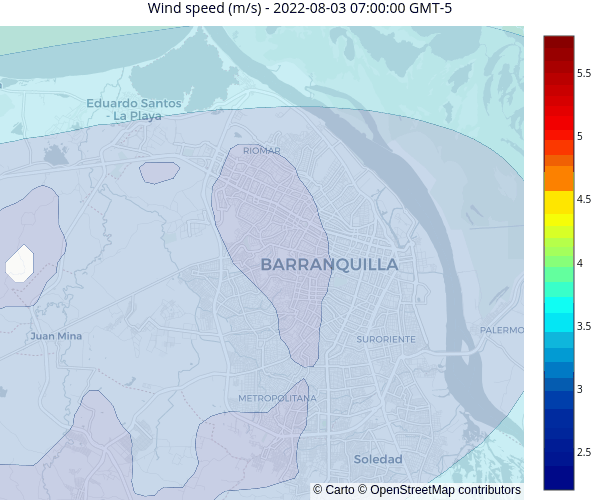 Wind speed (m/s) - 2022-08-03 07:00:00 GMT-5
Eduardo Santos
- La Playa
RIOMAR
BARRANQUILLA
Juan Mina
SURORIENTE
PALERMO
METROPOLITANA
Soledad
© Carto © OpenStreetMap contributors
5.5
5
4.5
4
3.5
3
2.5